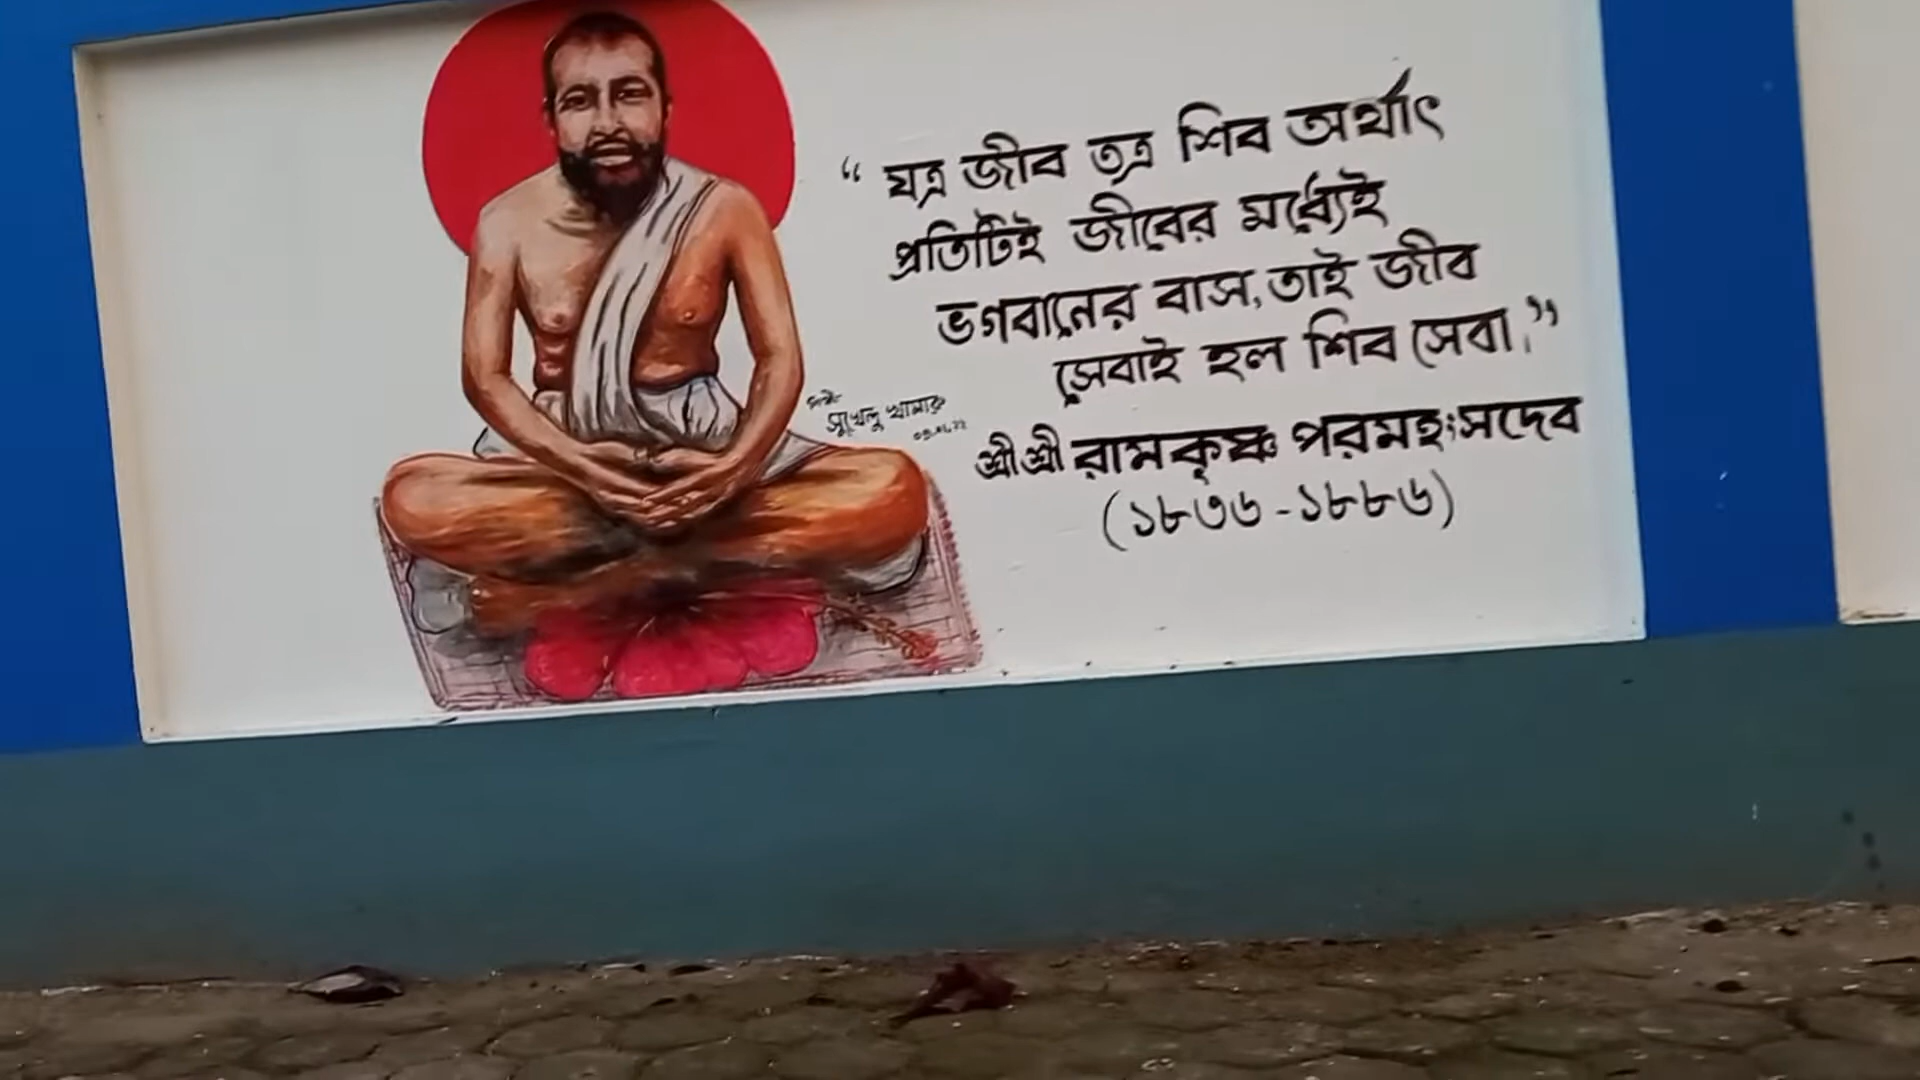 “ যত্র জীব তত্র শিব অর্থাৎ
প্রতিটিই জীবের মধ্যেই
ভগবানের বাস, তাই জীব
সেবাই হল শিব সেবা।”
শ্রী শ্রী রামকৃষ্ণ পরমহংসদেব
(১৮৩৬ - ১৮৮৬)